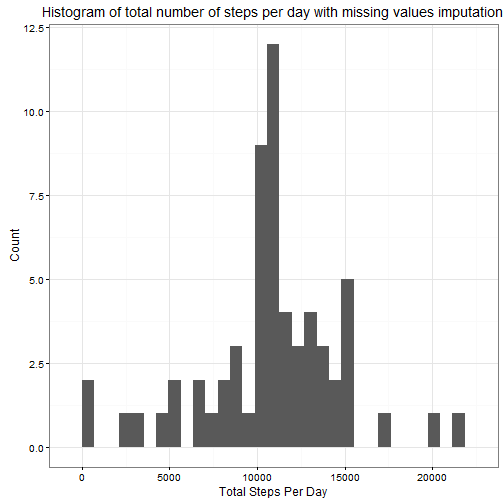 Histogram of total number of steps per day with missing values imputation
12.5
10.0
7.5
5.0
2.5
0.0
Count
0 5000 10000 15000 20000
Total Steps Per Day